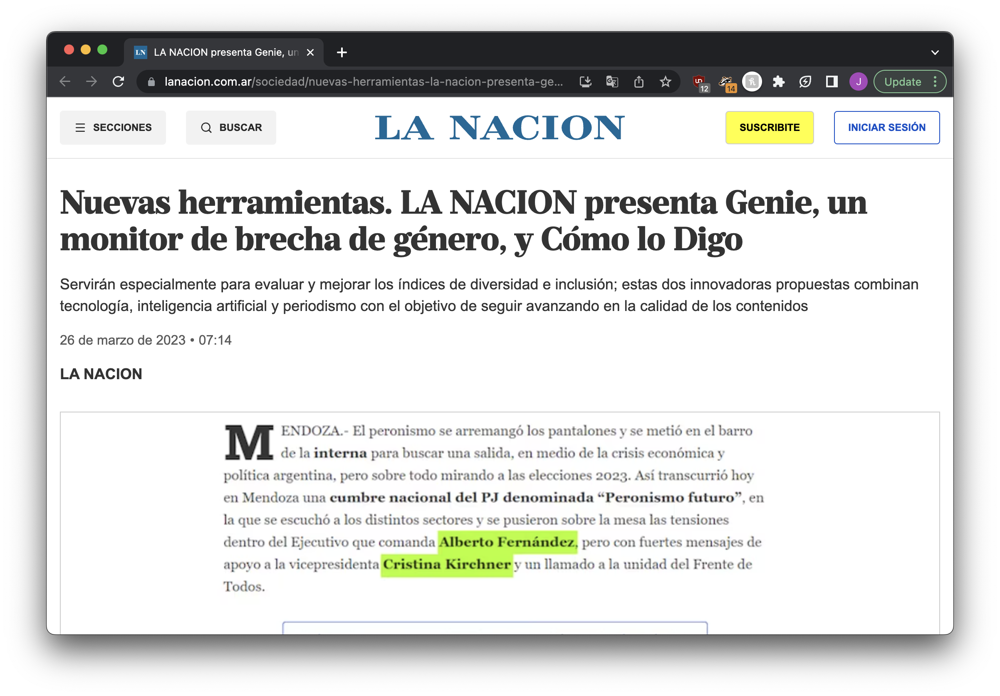 LN LA NACION presenta Genie, un
lanacion.com.ar/sociedad/nuevas-herramientas-la-nacion-presenta-ge...
12
14
J
Update
SECCIONES
BUSCAR
LA NACION
SUSCRIBITE
INICIAR SESIÓN
Nuevas herramientas. LA NACION presenta Genie, un
monitor de brecha de género, y Cómo lo Digo
Servirán especialmente para evaluar y mejorar los índices de diversidad e inclusión; estas dos innovadoras propuestas combinan
tecnología, inteligencia artificial y periodismo con el objetivo de seguir avanzando en la calidad de los contenidos
26 de marzo de 2023 • 07:14
LA NACION
MENDOZA.- El peronismo se arremangó los pantalones y se metió en el barro
de la interna para buscar una salida, en medio de la crisis económica y
política argentina, pero sobre todo mirando a las elecciones 2023. Así transcurrió hoy
en Mendoza una cumbre nacional del PJ denominada “Peronismo futuro”, en
la que se escuchó a los distintos sectores y se pusieron sobre la mesa las tensiones
dentro del Ejecutivo que comanda Alberto Fernández, pero con fuertes mensajes de
apoyo a la vicepresidenta Cristina Kirchner y un llamado a la unidad del Frente de
Todos.